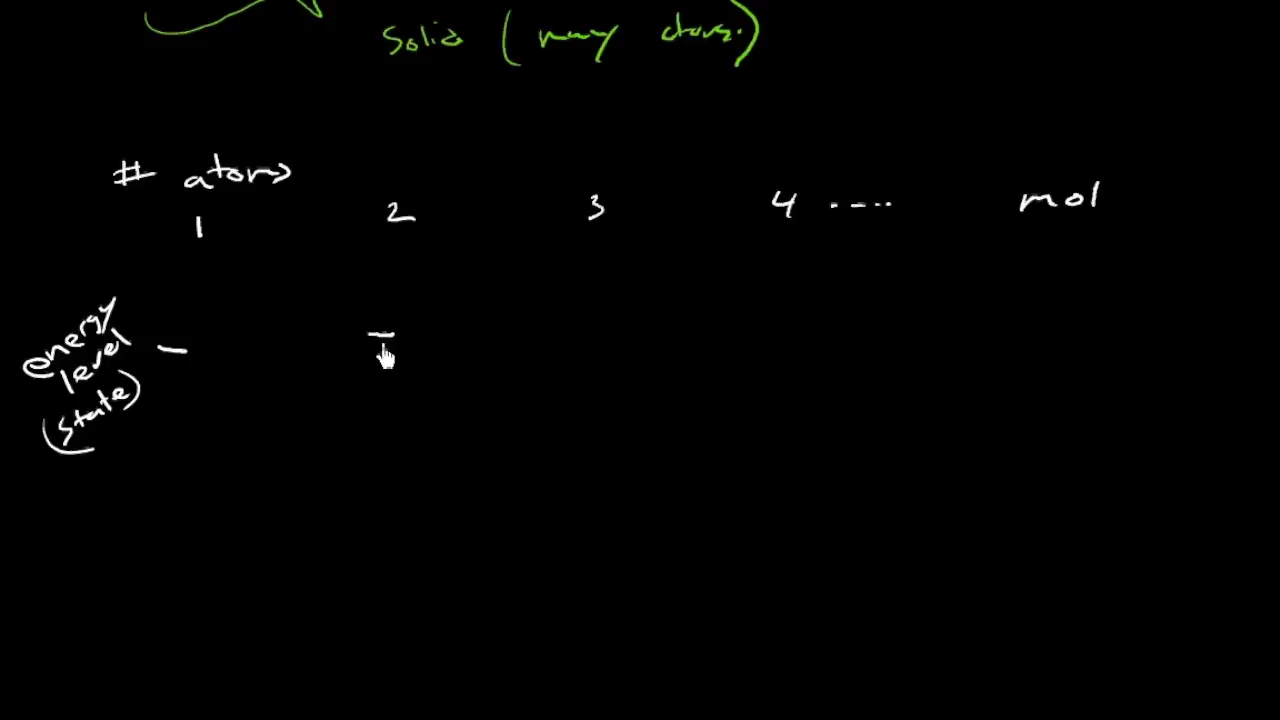 Solid (many atoms.)
# atoms
1 2 3 4 .... mol
energy
level
(state)